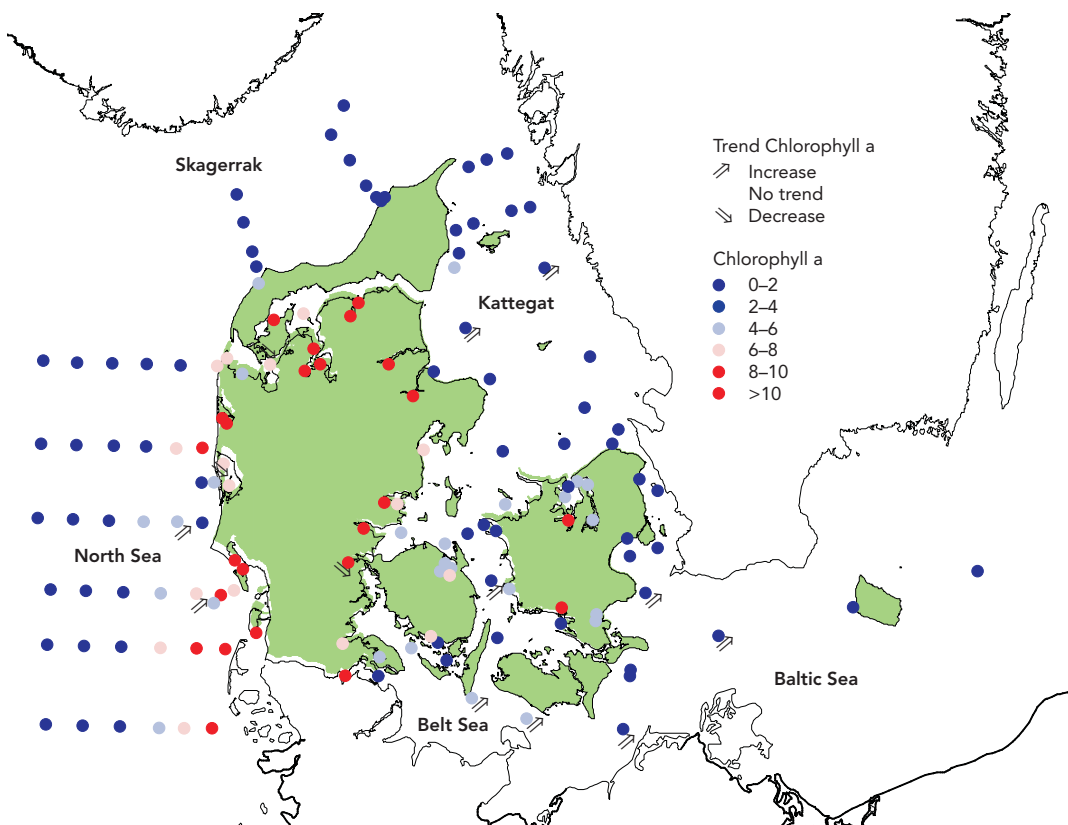 Skagerrak
Trend Chlorophyll a
Increase
No trend
Decrease
Chlorophyll a
0–2
2–4
4–6
6–8
8–10
>10
Kattegat
North Sea
Baltic Sea
Belt Sea